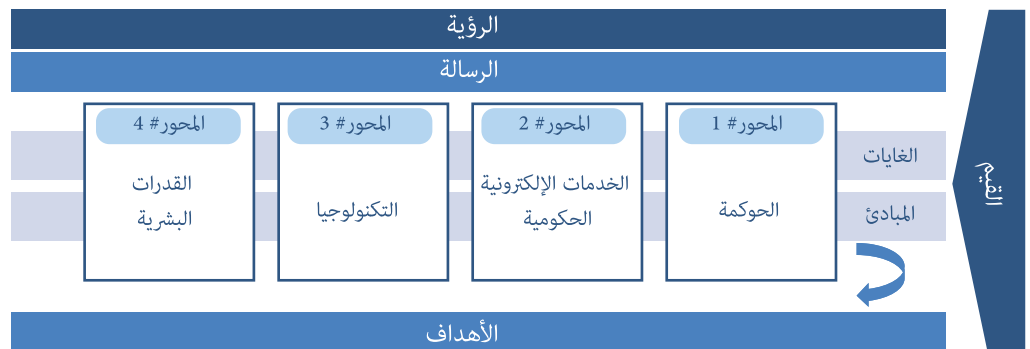 الرؤية
الرسالة
المحور# 1
المحور# 2
المحور# 3
المحور# 4
الغايات
المبادئ
الحوكمة
الخدمات الإلكترونية
الحكومية
التكنولوجيا
القدرات
البشرية
القيم
الأهداف